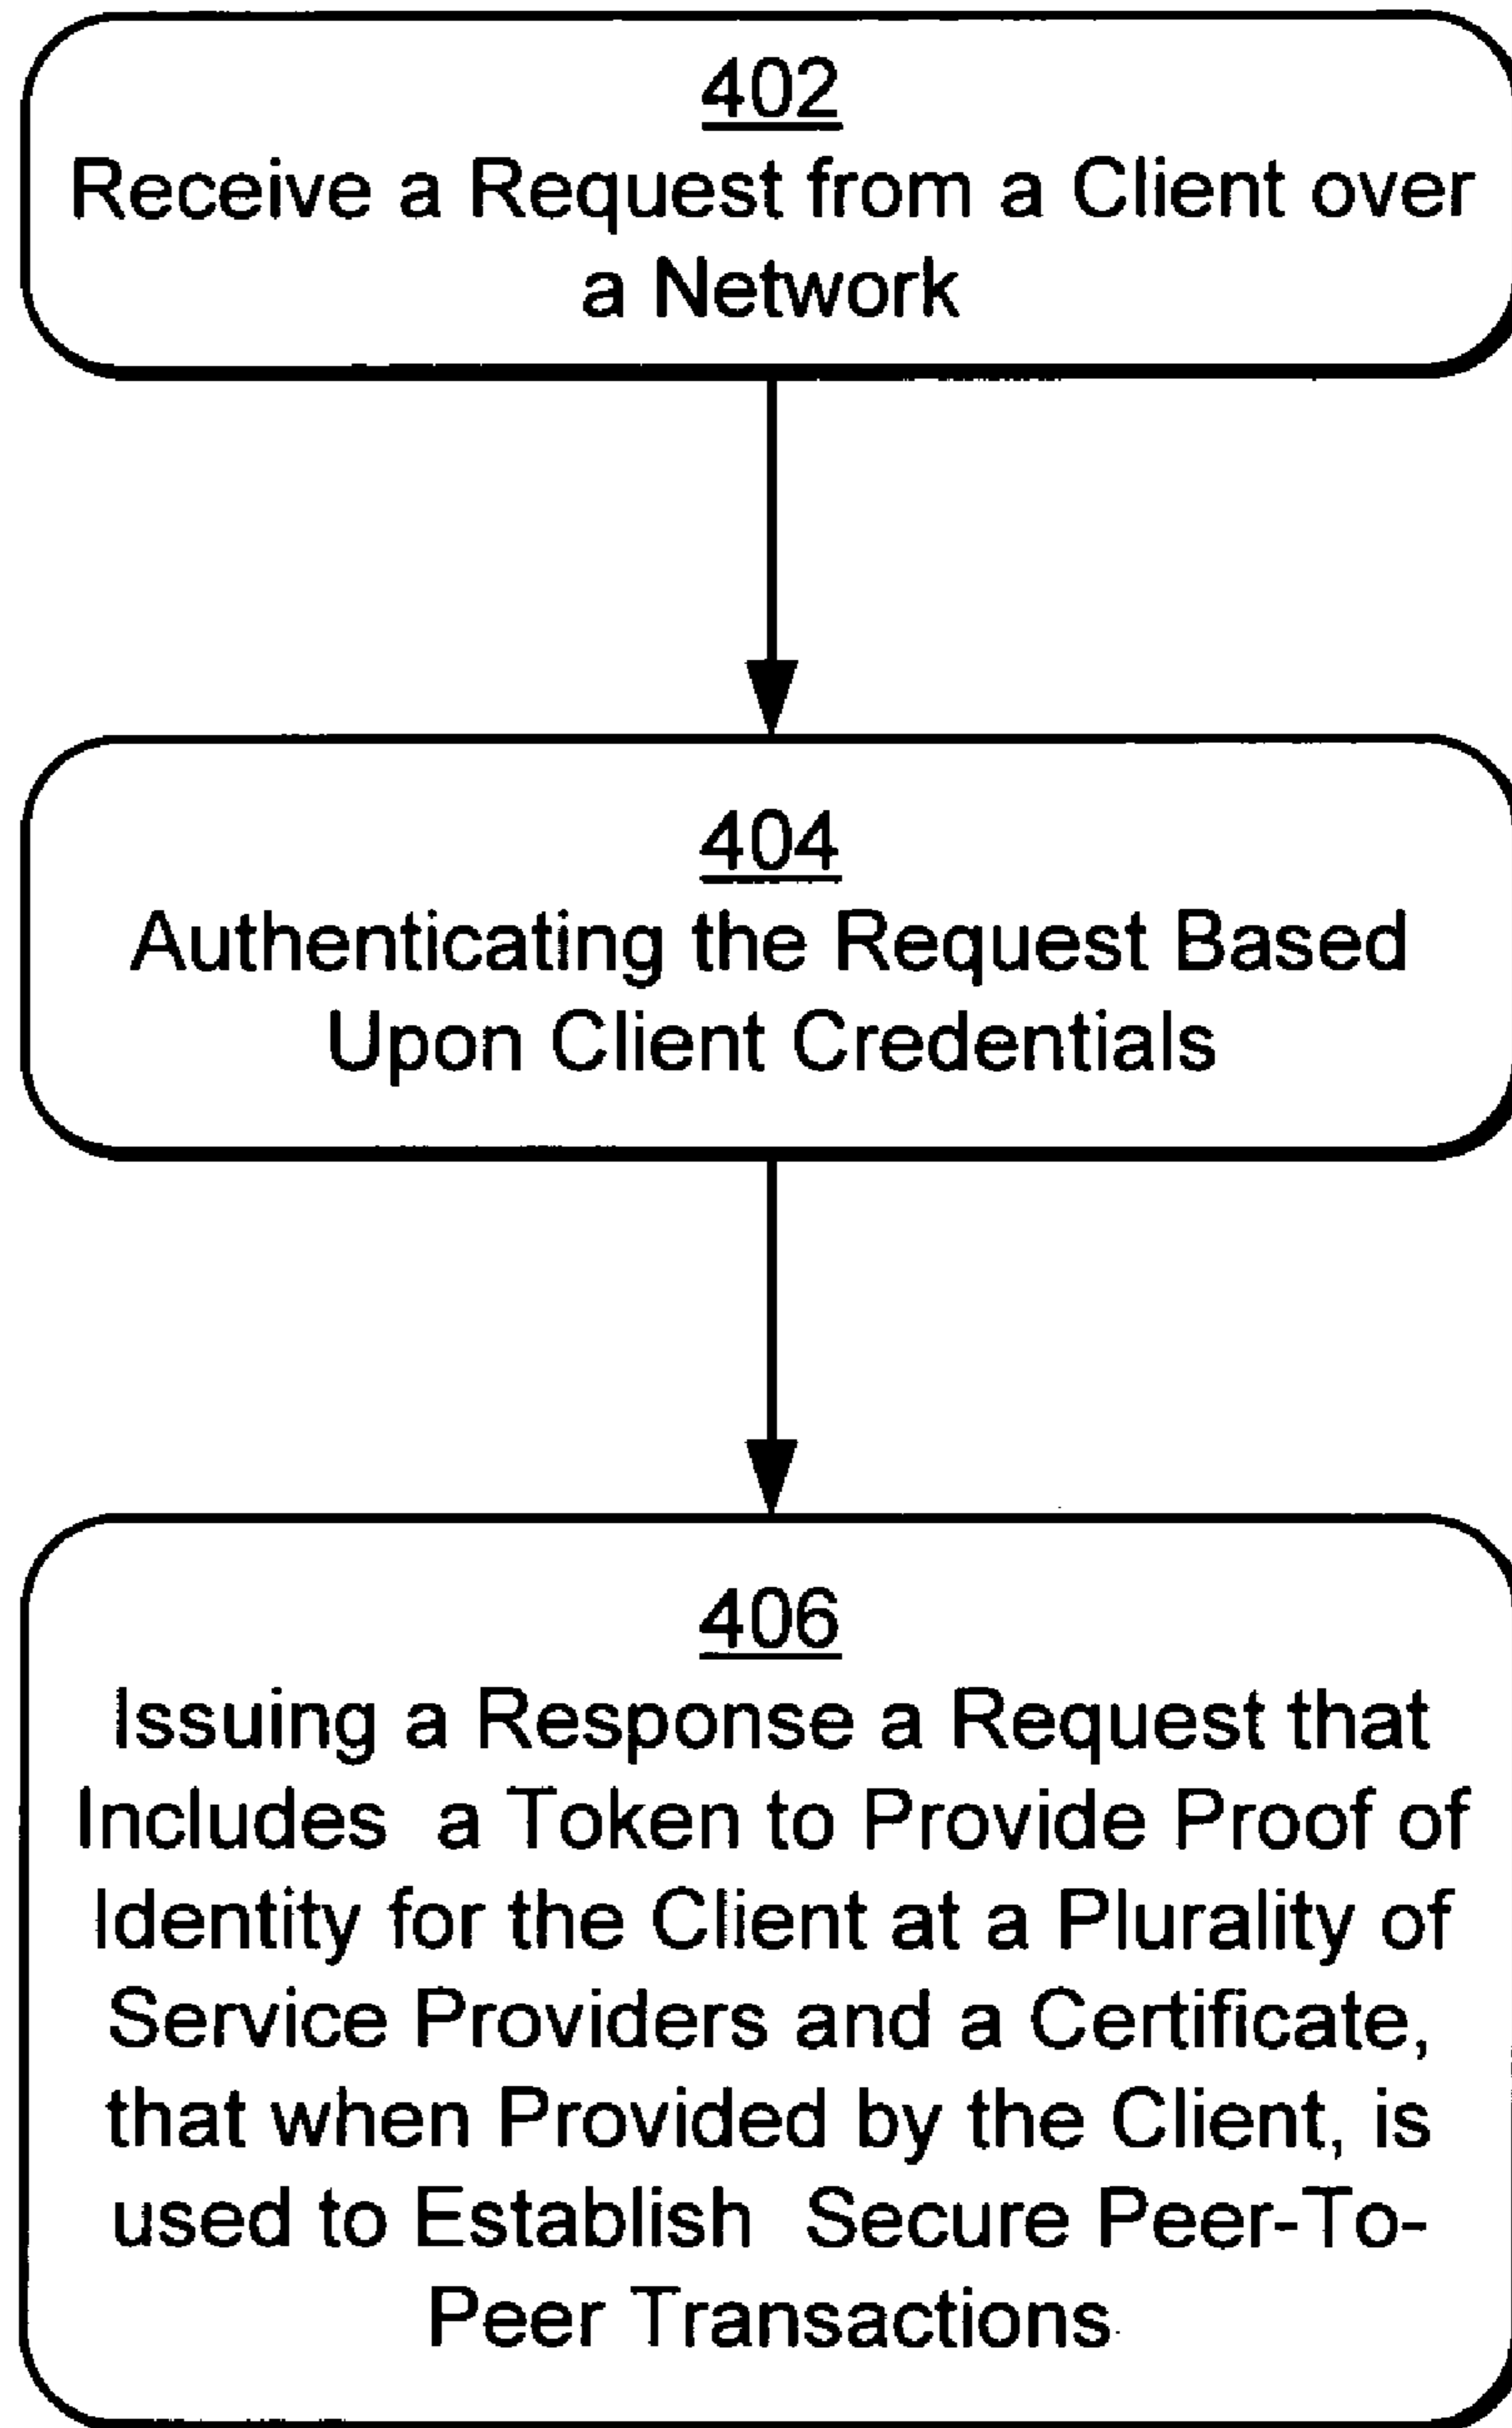 402
Receive a Request from a Client over
a Network
404
Authenticating the Request Based
Upon Client Credentials
406
Issuing a Response a Request that
Includes a Token to Provide Proof of
Identity for the Client at a Plurality of
Service Providers and a Certificate,
that when Provided by the Client, is
used to Establish Secure Peer-To-
Peer Transactions